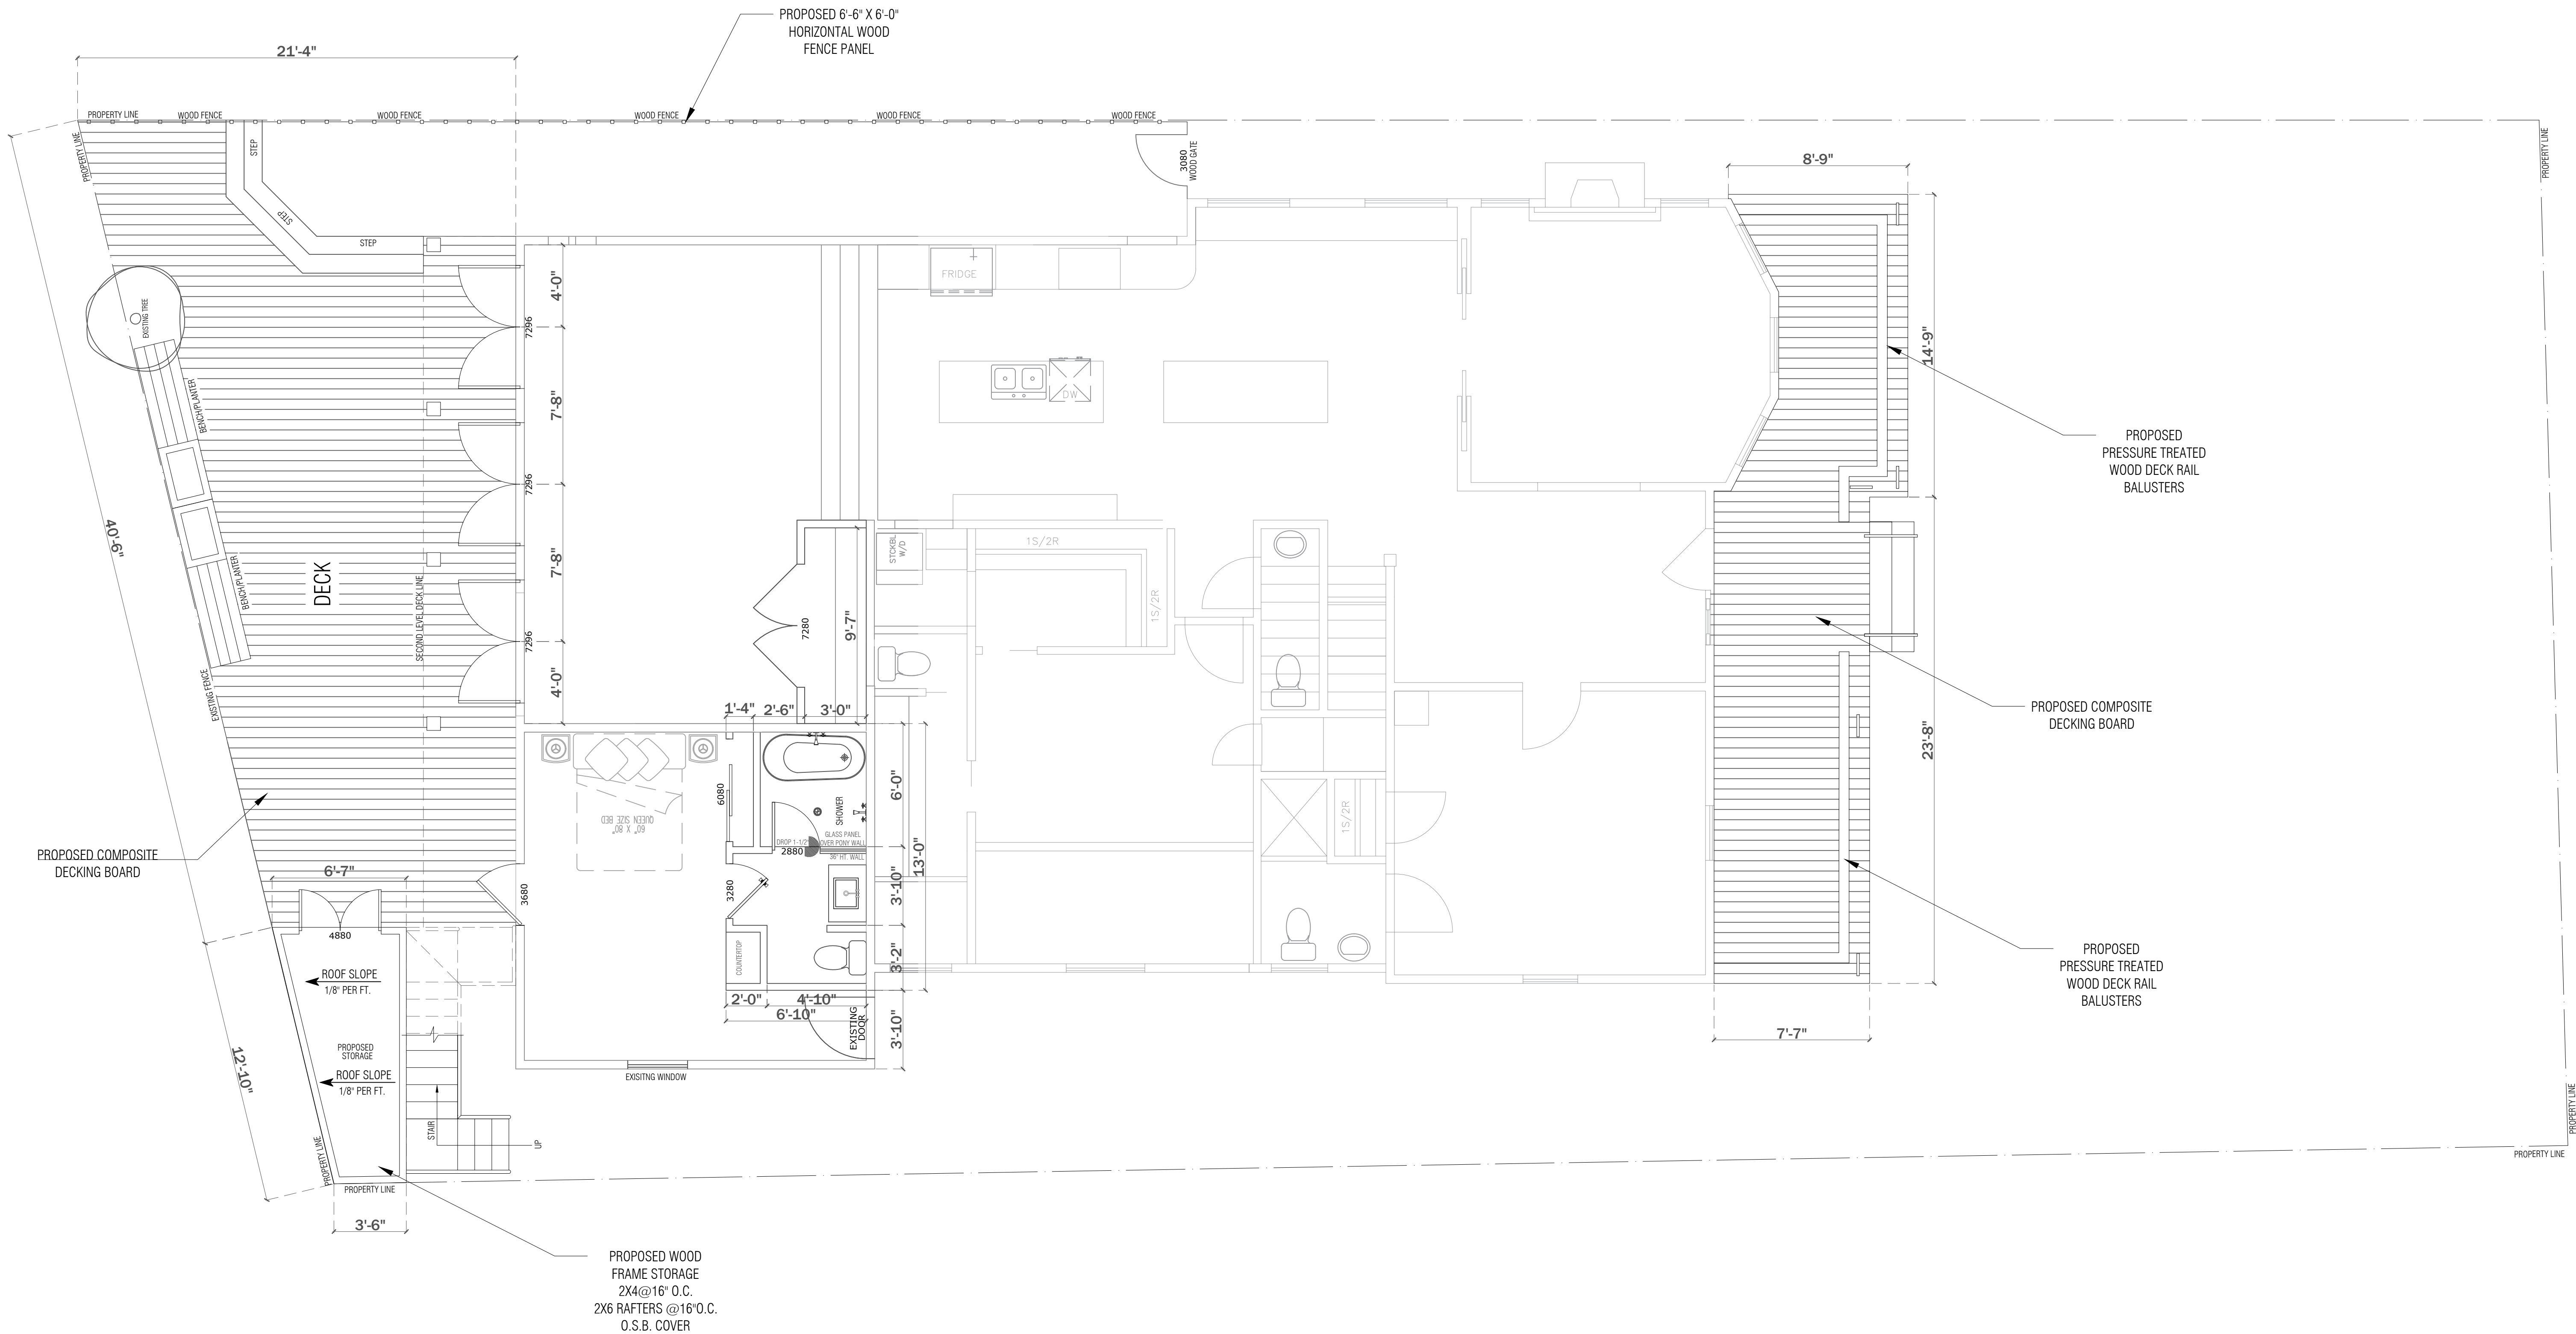 PROPOSED 6'-6" X 6'-0"
HORIZONTAL WOOD
FENCE PANEL
21'-4"
PROPERTY LINE
WOOD FENCE
WOOD FENCE
WOOD FENCE
WOOD FENCE
WOOD FENCE
PROPERTY LINE
STEP
STEP
STEP
3080
WOOD GATE
8'-9"
PROPERTY LINE
FRIDGE
4'-0"
7296
EXISTING TREE
14'-9"
7'-8"
DW
BENCH/PLANTER
PROPOSED
PRESSURE TREATED
WOOD DECK RAIL
BALUSTERS
7296
40'-6"
STCKBL
W/D
1S/2R
7'-8"
DECK
BENCH/PLANTER
SECOND LEVEL DECK LINE
1S/2R
7280
9'-7"
7296
EXISTING FENCE
4'-0"
1'-4"
2'-6"
3'-0"
PROPOSED COMPOSITE
DECKING BOARD
23'-8"
6'-0"
6080
SHOWER
60" X 80"
QUEEN SIZE BED
GLASS PANEL
OVER PONY WALL
DROP 1-1/2"
2880
36" HT. WALL
1S/2R
13'-0"
PROPOSED COMPOSITE
DECKING BOARD
6'-7"
3680
3280
3'-10"
4880
COUNTERTOP
3'-2"
PROPOSED
PRESSURE TREATED
WOOD DECK RAIL
BALUSTERS
ROOF SLOPE
1/8" PER FT.
2'-0"
4'-10"
6'-10"
EXISTING
DOOR
3'-10"
7'-7"
PROPOSED
STORAGE
12'-10"
ROOF SLOPE
1/8" PER FT.
EXISITNG WINDOW
STAIR
UP
PROPERTY LINE
PROPERTY LINE
PROPERTY LINE
PROPERTY LINE
3'-6"
PROPOSED WOOD
FRAME STORAGE
2X4@16" O.C.
2X6 RAFTERS @16"O.C.
O.S.B. COVER